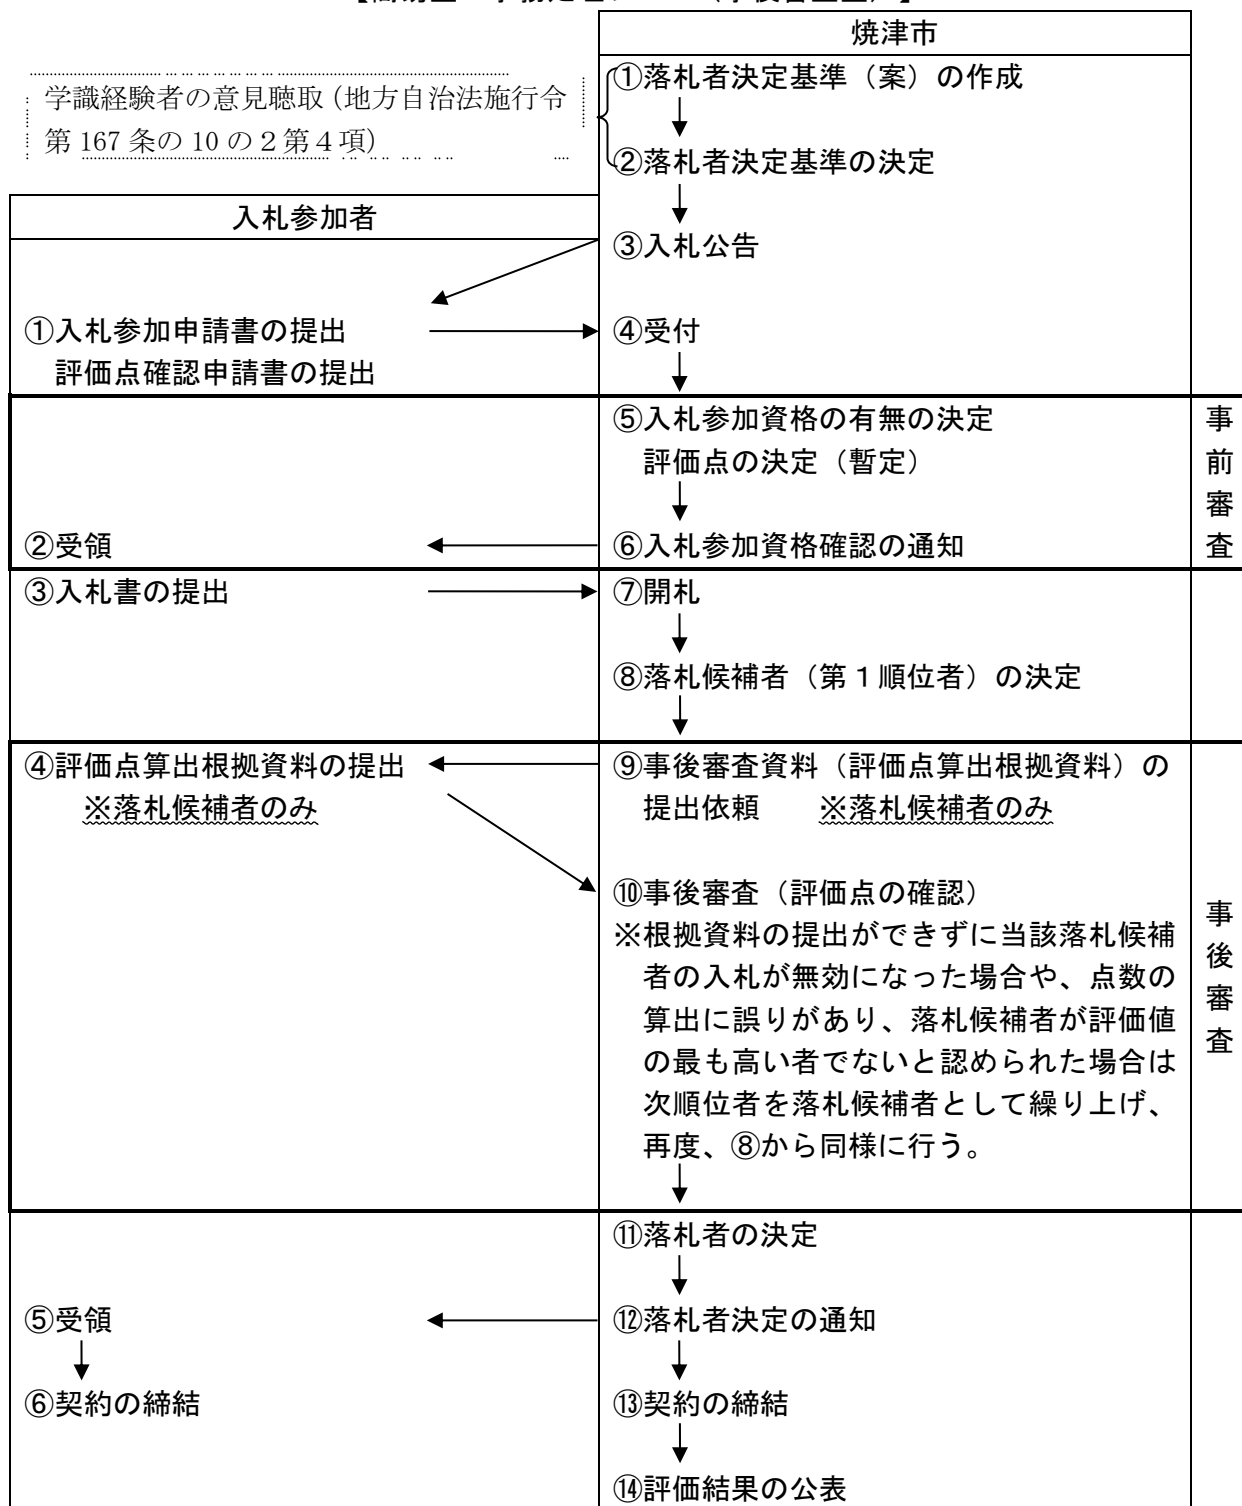 焼津市
学識経験者の意見聴取（地方自治法施行令
第 167 条の 10 の２第４項）
①落札者決定基準（案）の作成
②落札者決定基準の決定
入札参加者
③入札公告
①入札参加申請書の提出
評価点確認申請書の提出
④受付
⑤入札参加資格の有無の決定
評価点の決定（暫定）
事前審査
②受領
⑥入札参加資格確認の通知
③入札書の提出
⑦開札
⑧落札候補者（第１順位者）の決定
④評価点算出根拠資料の提出
※落札候補者のみ
⑨事後審査資料（評価点算出根拠資料）の
提出依頼　　※落札候補者のみ
⑩事後審査（評価点の確認）
※根拠資料の提出ができずに当該落札候補
者の入札が無効になった場合や、点数の
算出に誤りがあり、落札候補者が評価値
の最も高い者でないと認められた場合は
次順位者を落札候補者として繰り上げ、
再度、⑧から同様に行う。
事後審査
⑪落札者の決定
⑤受領
⑫落札者決定の通知
⑥契約の締結
⑬契約の締結
⑭評価結果の公表